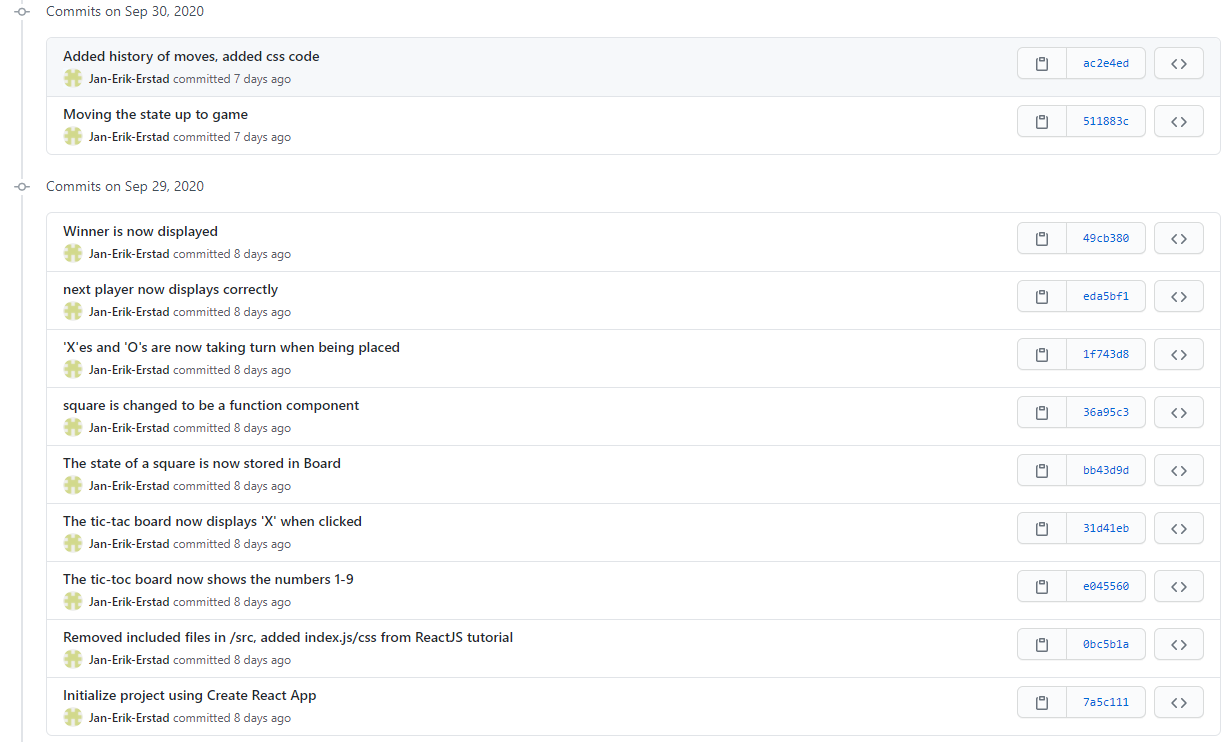 Commits on Sep 30, 2020
Added history of moves, added css code
Jan-Erik-Erstad committed 7 days ago
ac2e4ed
Moving the state up to game
Jan-Erik-Erstad committed 7 days ago
511883c
Commits on Sep 29, 2020
Winner is now displayed
Jan-Erik-Erstad committed 8 days ago
49cb380
next player now displays correctly
Jan-Erik-Erstad committed 8 days ago
eda5bf1
'X'es and 'O's are now taking turn when being placed
Jan-Erik-Erstad committed 8 days ago
1f743d8
square is changed to be a function component
Jan-Erik-Erstad committed 8 days ago
36a95c3
The state of a square is now stored in Board
Jan-Erik-Erstad committed 8 days ago
bb43d9d
The tic-tac board now displays 'X' when clicked
Jan-Erik-Erstad committed 8 days ago
31d41eb
The tic-toc board now shows the numbers 1-9
Jan-Erik-Erstad committed 8 days ago
e045560
Removed included files in /src, added index.js/css from ReactJS tutorial
Jan-Erik-Erstad committed 8 days ago
0bc5b1a
Initialize project using Create React App
Jan-Erik-Erstad committed 8 days ago
7a5c111